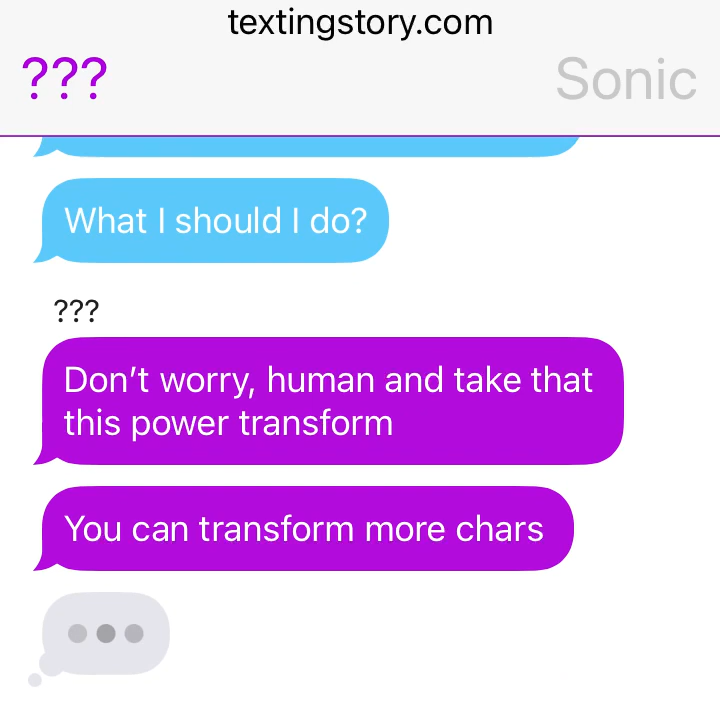 textingstory.com
??? Sonic
What I should I do?
???
Don’t worry, human and take that
this power transform
You can transform more chars